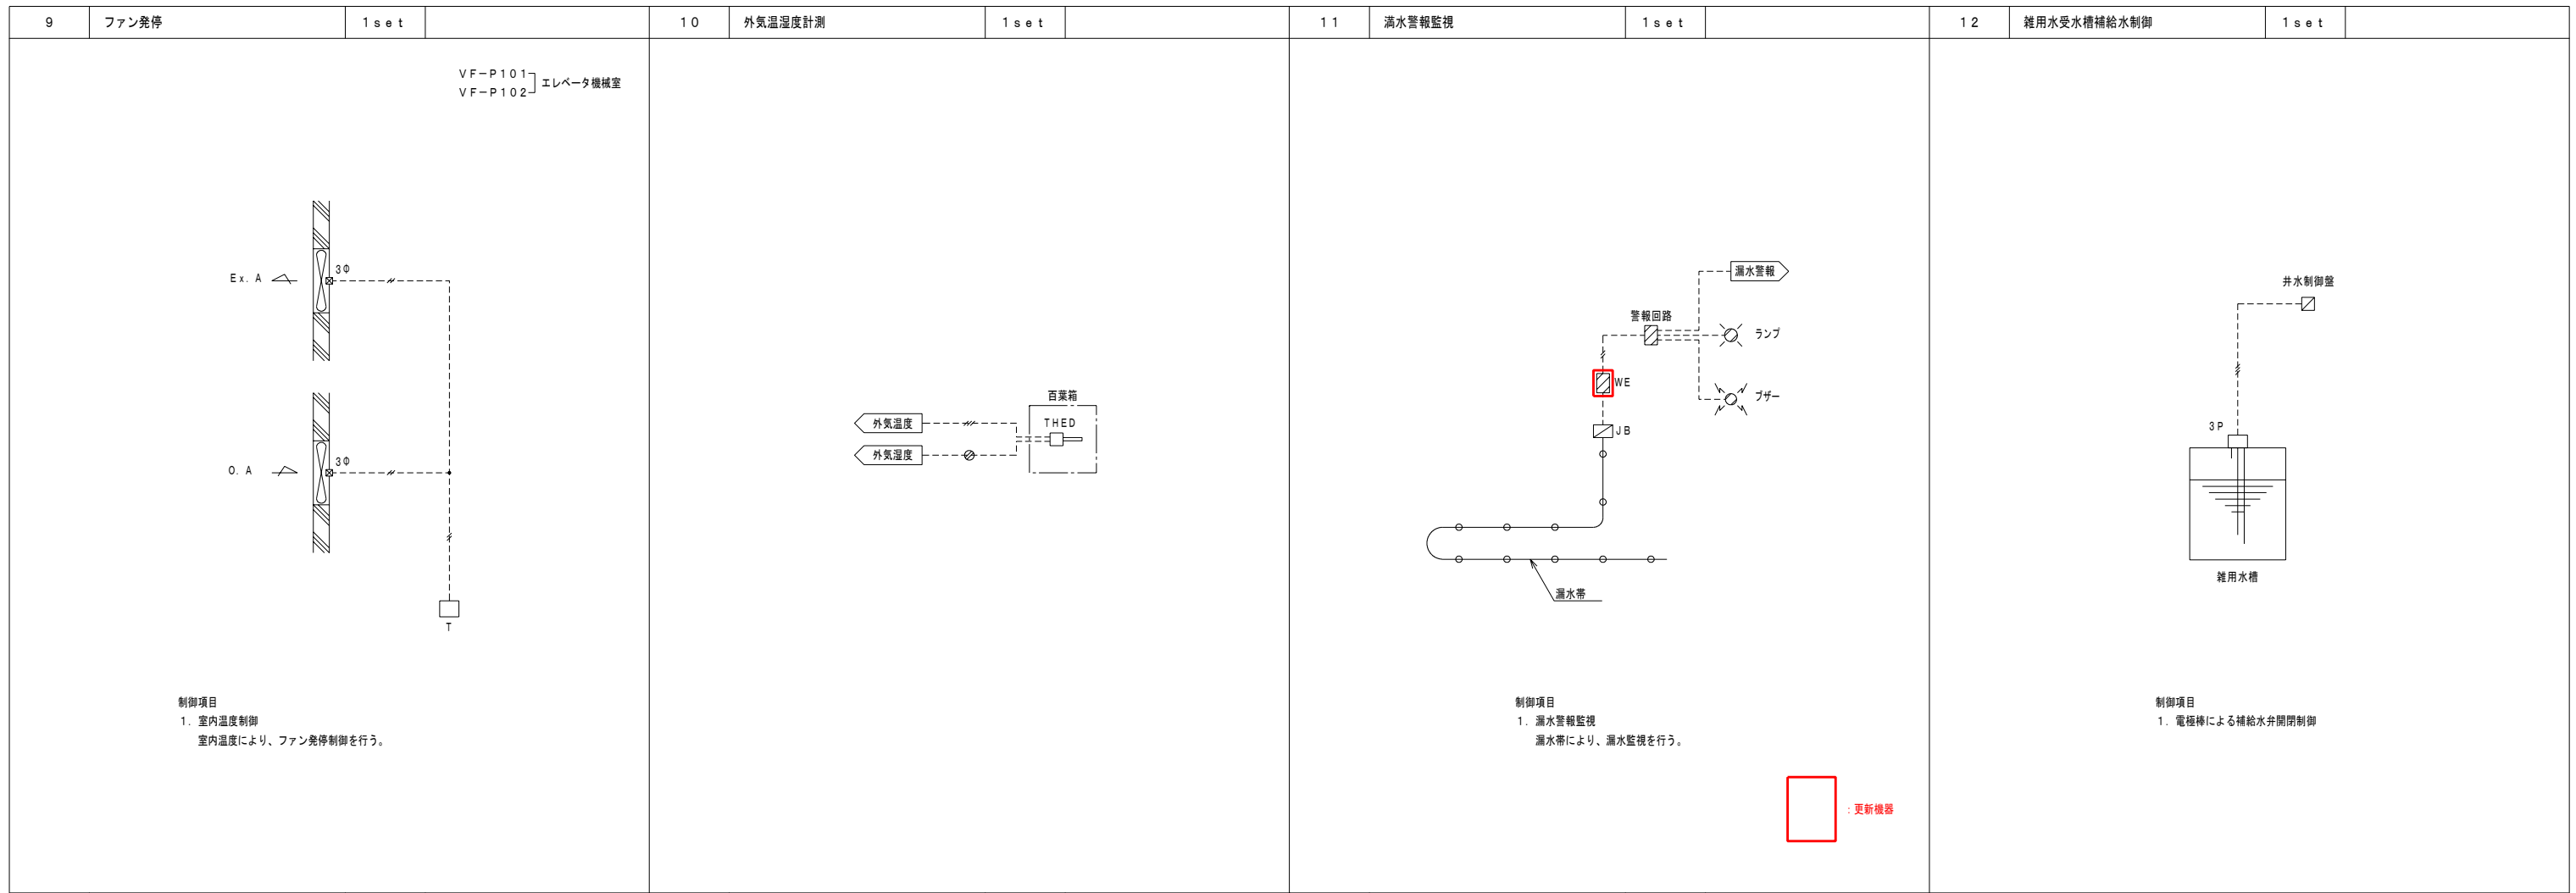 9 ファン発停 1set
VF-P101
VF-P102
エレベータ機械室
Ex. A
3Φ
O. A
3Φ
T
制御項目
1. 室内温度制御
室内温度により、ファン発停制御を行う。
10 外気温湿度計測 1set
百葉箱
THED
外気温度
外気湿度
11 満水警報監視 1set
漏水警報
警報回路
ランプ
WE
ブザー
JB
漏水帯
制御項目
1. 漏水警報監視
漏水帯により、漏水監視を行う。
：更新機器
12 雑用水受水槽補給水制御 1set
井水制御盤
3P
雑用水槽
制御項目
1. 電極棒による補給水弁開閉制御